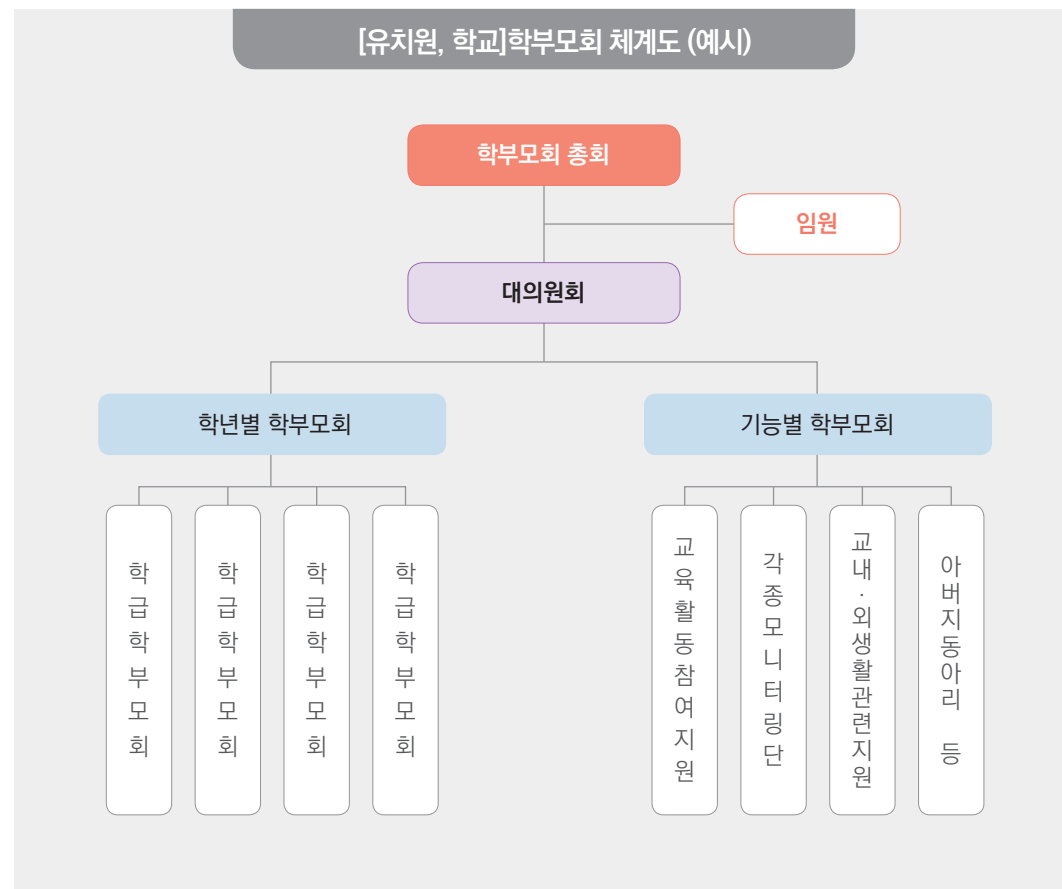 [유치원, 학교]학부모회 체계도 (예시)
학부모회 총회
임원
대의원회
학년별 학부모회
기능별 학부모회
학급학부모회
학급학부모회
학급학부모회
학급학부모회
교육활동참여지원
각종모니터링단
교내·외생활관련지원
아버지동아리 등